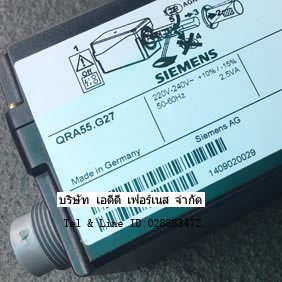 1
SIEMENS
QRA55.G27
220V-240V~ +10% / -15%
50-60Hz 2.5VA
Made in Germany
Siemens AG
1409020029
บริษัท เอดีดี เฟอร์เนส จำกัด
Tel & Line ID:028883472